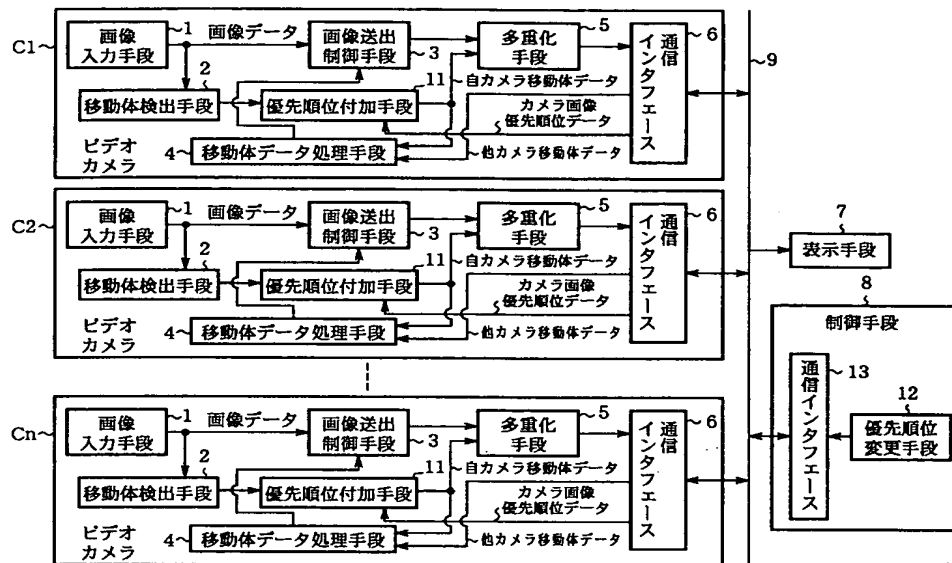 C1
画像
入力手段
1
画像データ
画像送出
制御手段
3
多重化
手段
5
通信
インタフェース
6
9
2
移動体検出手段
11
優先順位付加手段
自カメラ移動体データ
カメラ画像
優先順位データ
ビデオ
カメラ
4
移動体データ処理手段
他カメラ移動体データ
C2
画像
入力手段
1
画像データ
画像送出
制御手段
3
多重化
手段
5
通信
インタフェース
6
2
移動体検出手段
11
優先順位付加手段
自カメラ移動体データ
カメラ画像
優先順位データ
ビデオ
カメラ
4
移動体データ処理手段
他カメラ移動体データ
7
表示手段
8
制御手段
通信インタフェース
13
12
優先順位
変更手段
Cn
画像
入力手段
1
画像データ
画像送出
制御手段
3
多重化
手段
5
通信
インタフェース
6
2
移動体検出手段
11
優先順位付加手段
自カメラ移動体データ
カメラ画像
優先順位データ
ビデオ
カメラ
4
移動体データ処理手段
他カメラ移動体データ